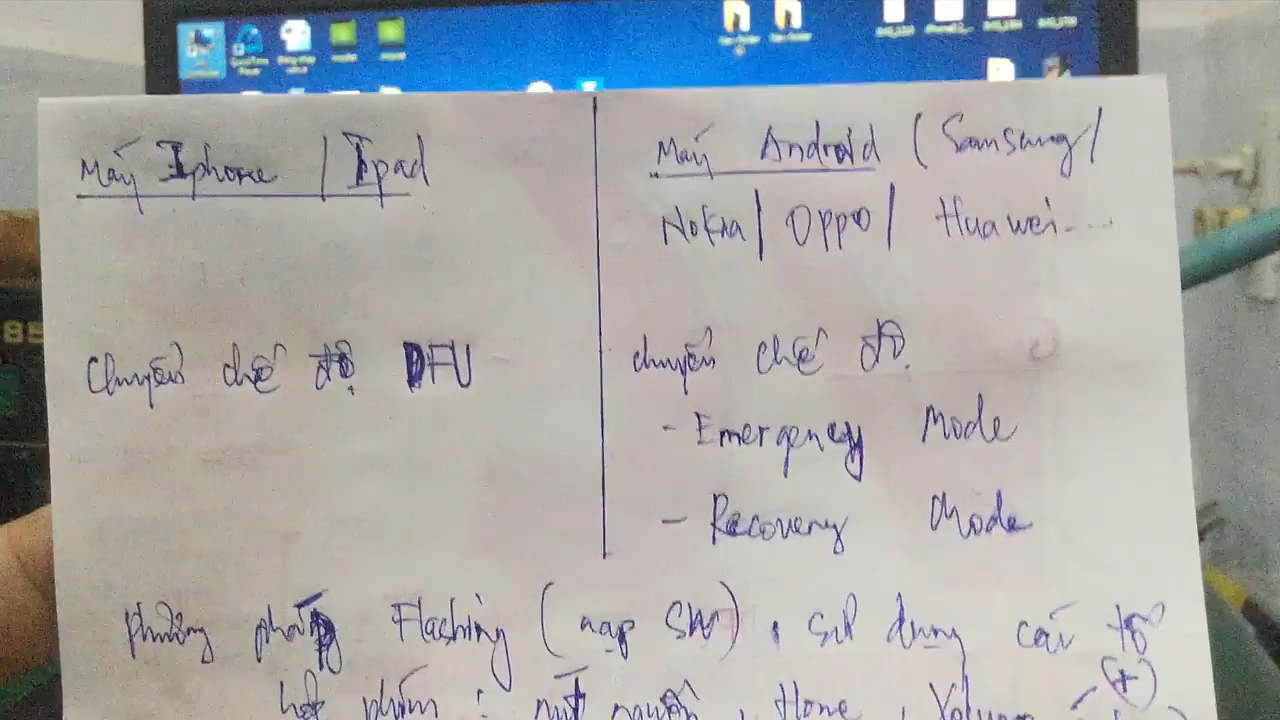 Máy Iphone / Ipad
Chuyển chế độ DFU
Máy Android (Samsung/
Nokia/ Oppo/ Huawei....
chuyển chế độ
- Emergency Mode
- Recovery Mode
phương pháp Flashing (nạp SW), sử dụng các tổ
hợp phím : nút nguồn, Home, Volume (+)